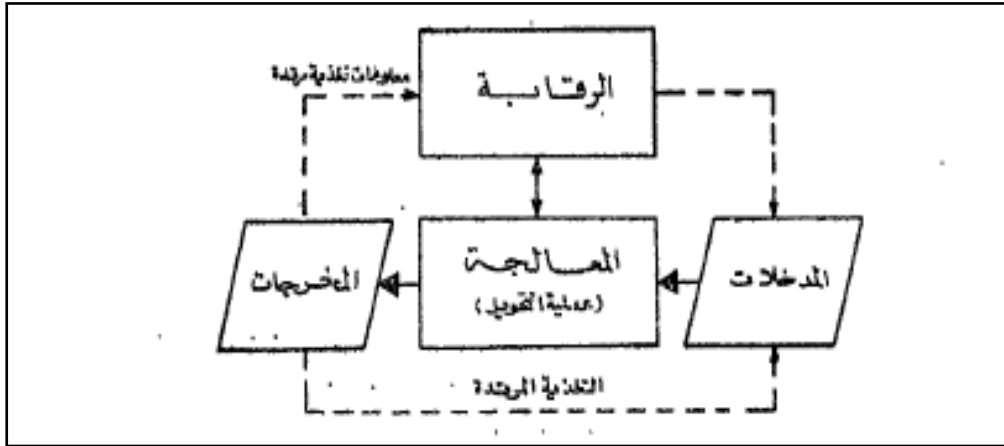 معلومات تغذية مرتدة
الرقابة
المدخلات
المعالجة
(عملية التحويل)
المخرجات
التغذية المرتدة